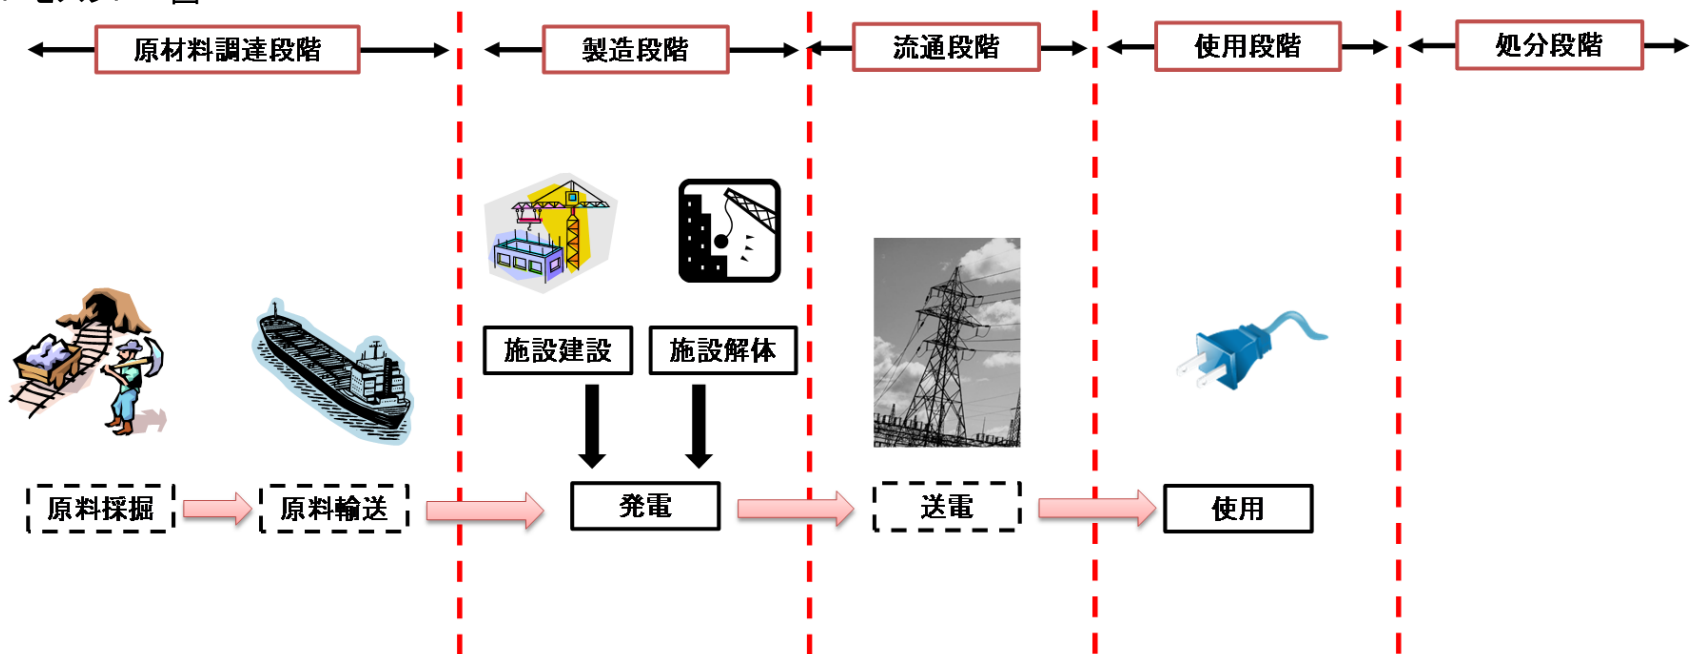 原材料調達段階
製造段階
流通段階
使用段階
処分段階
施設建設
施設解体
原料採掘
原料輸送
発電
送電
使用